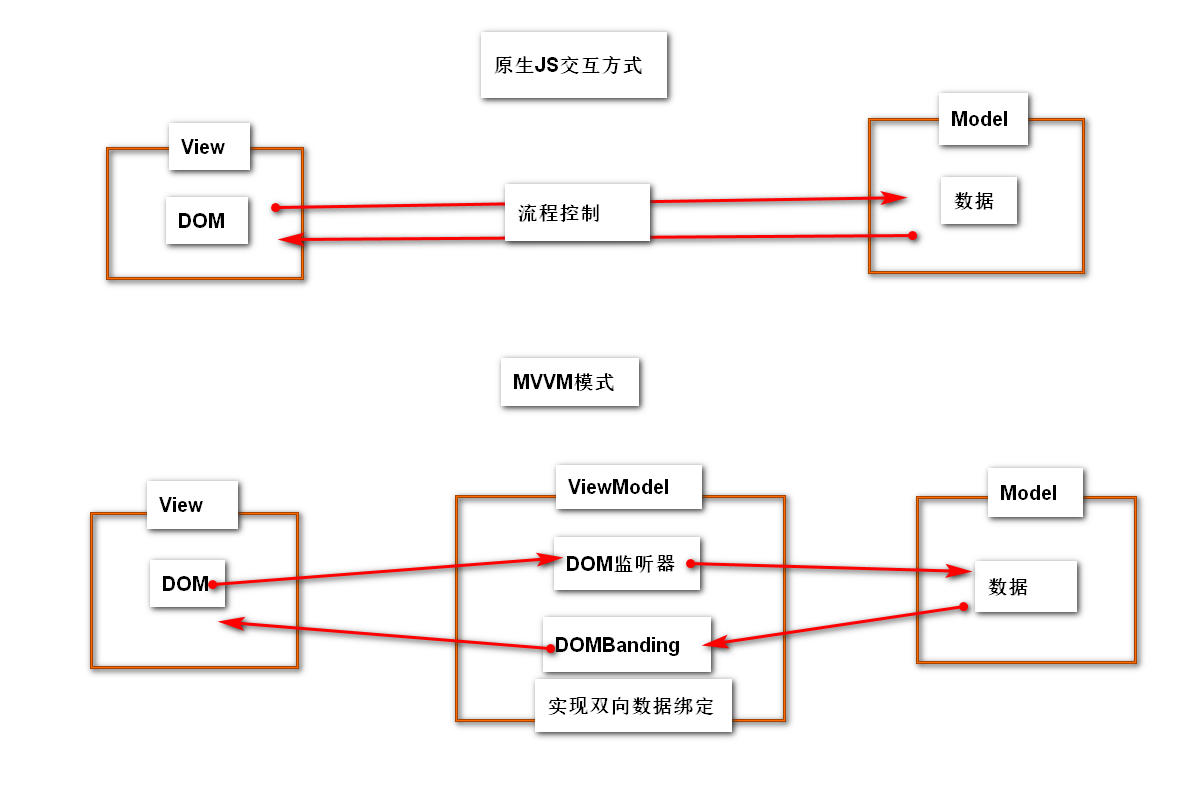 原生JS交互方式
View
Model
DOM
流程控制
数据
MVVM模式
View
ViewModel
Model
DOM
DOM监听器
数据
DOMBanding
实现双向数据绑定